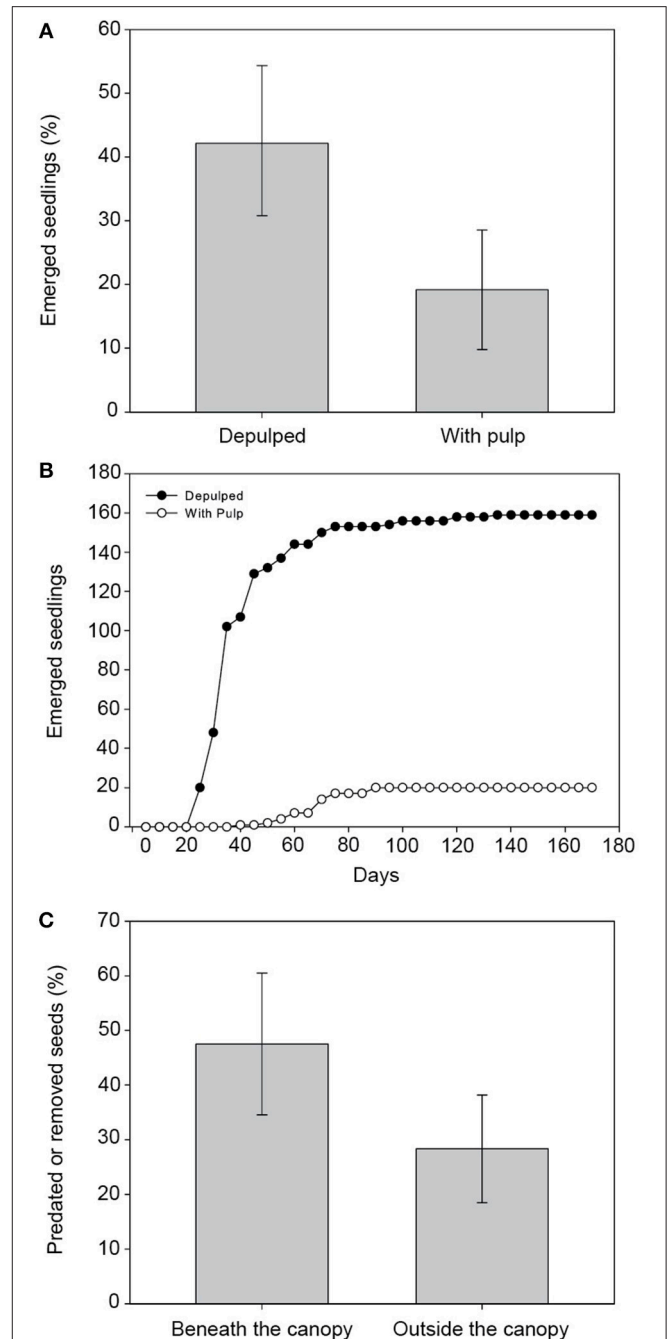 A
Emerged seedlings (%)
60
50
40
30
20
10
0
Depulped With pulp
B
Emerged seedlings
180
160
140
120
100
80
60
40
20
0
Depulped
With Pulp
0 20 40 60 80 100 120 140 160 180
Days
C
Predated or removed seeds (%)
70
60
50
40
30
20
10
0
Beneath the canopy Outside the canopy